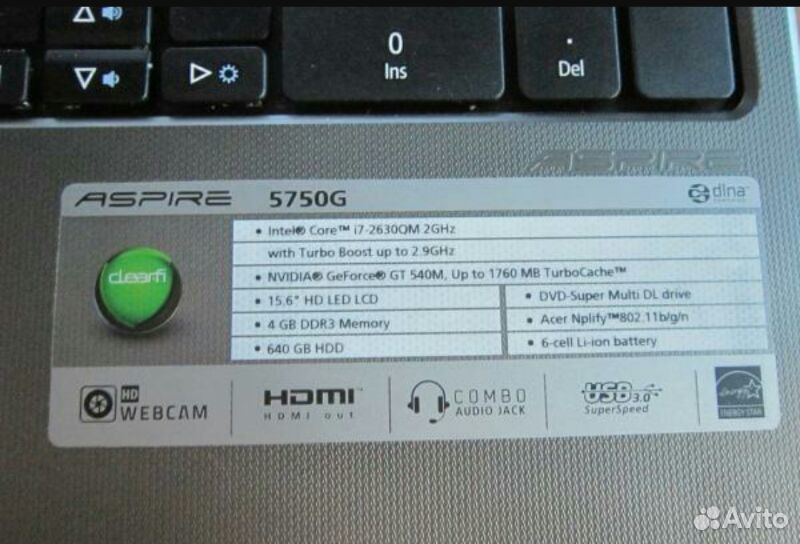 0
Ins
.
Del
ASPIRE
ASPIRE 5750G
dlna
clear.fi
• Intel® Core™ i7-2630QM 2GHz
with Turbo Boost up to 2.9GHz
• NVIDIA® GeForce® GT 540M, Up to 1760 MB TurboCache™
• 15.6" HD LED LCD
• DVD-Super Multi DL drive
• 4 GB DDR3 Memory
• Acer Nplify™802.11b/g/n
• 640 GB HDD
• 6-cell Li-ion battery
HD
WEBCAM
HDMI™
HDMI out
COMBO
AUDIO JACK
USB 3.0
SuperSpeed
ENERGY STAR
Avito